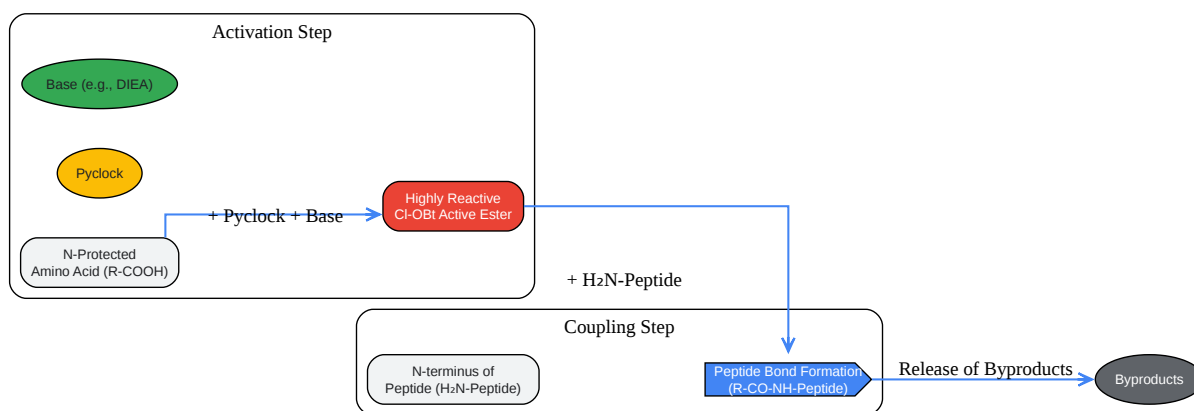 Activation Step
Base (e.g., DIEA)
Pyclock
+ Pyclock + Base
Highly Reactive
Cl-OBt Active Ester
N-Protected
Amino Acid (R-COOH)
+ H₂N-Peptide
Coupling Step
N-terminus of
Peptide (H₂N-Peptide)
Peptide Bond Formation
(R-CO-NH-Peptide)
Release of Byproducts
Byproducts